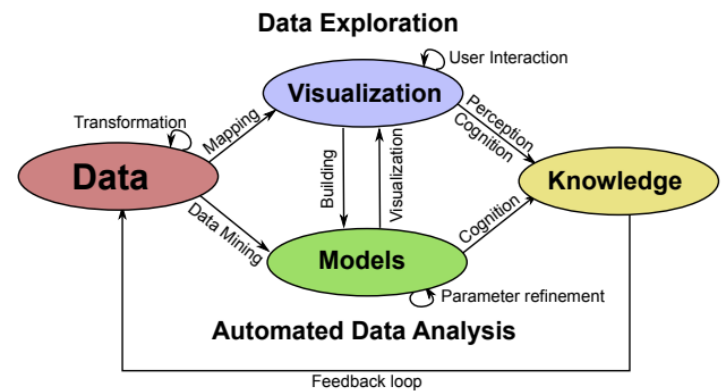 Data Exploration
User Interaction
Visualization
Transformation
Mapping
Perception
Cognition
Data
Building
Visualization
Knowledge
Data Mining
Cognition
Models
Parameter refinement
Automated Data Analysis
Feedback loop